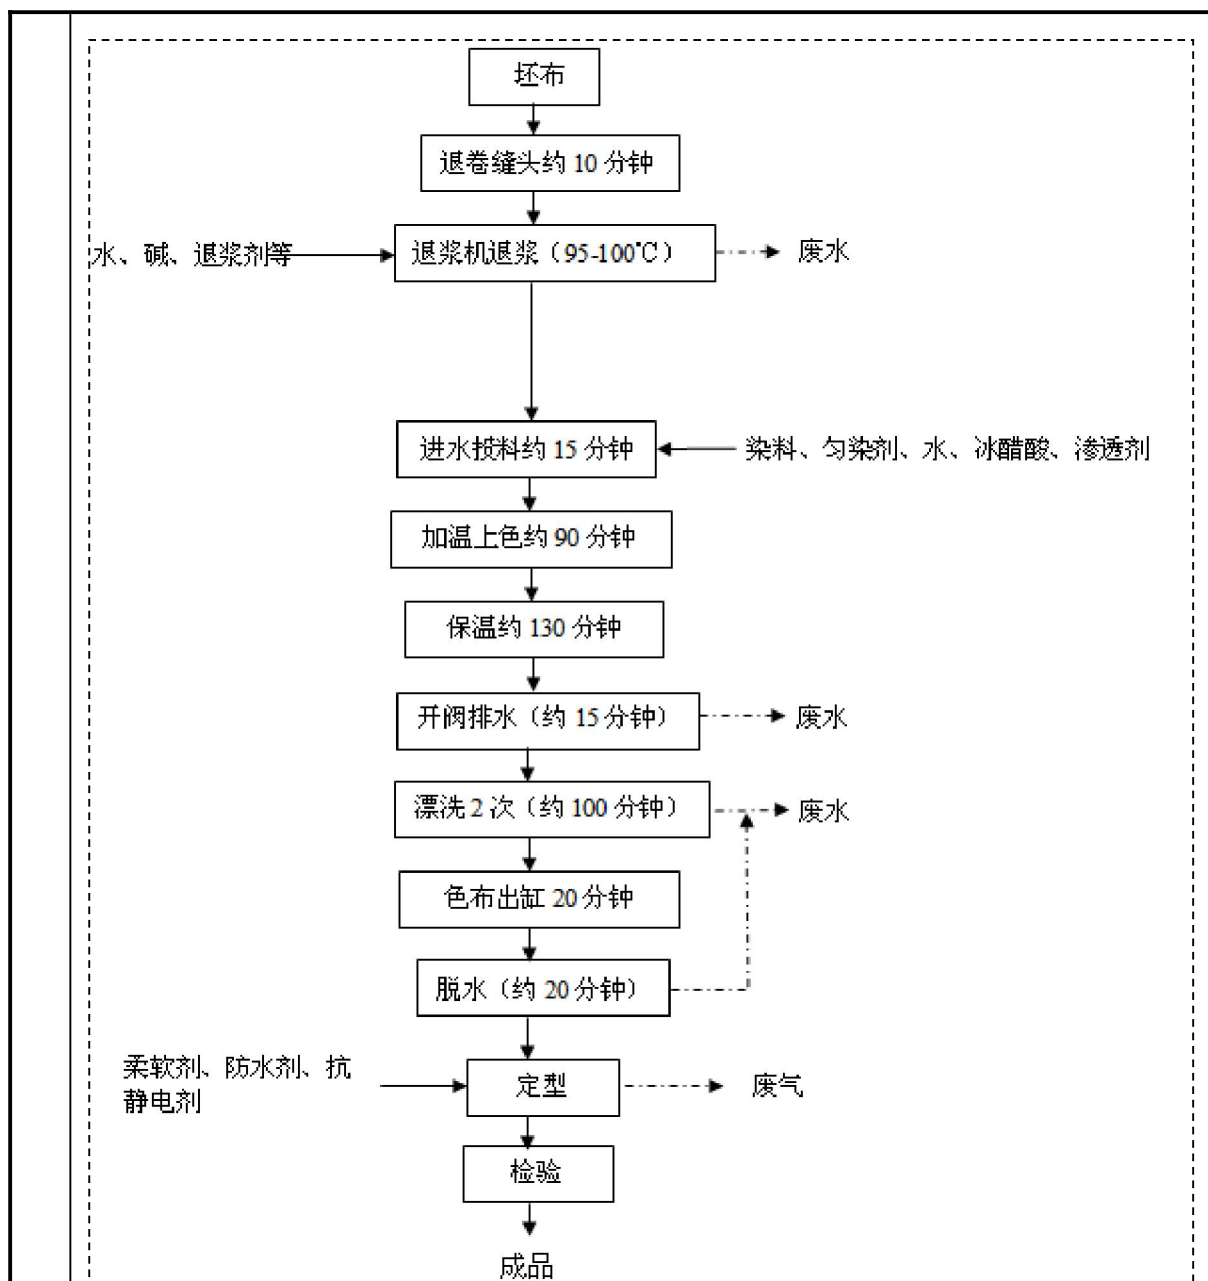 坯布
退卷缝头约 10 分钟
水、碱、退浆剂等
退浆机退浆（95-100℃）
废水
进水按料约 15 分钟
染料、匀染剂、水、冰醋酸、渗透剂
加温上色约 90 分钟
保温约 130 分钟
开阀排水（约 15 分钟）
废水
漂洗 2 次（约 100 分钟）
废水
色布出缸 20 分钟
脱水（约 20 分钟）
柔软剂、防水剂、抗
静电剂
定型
废气
检验
成品